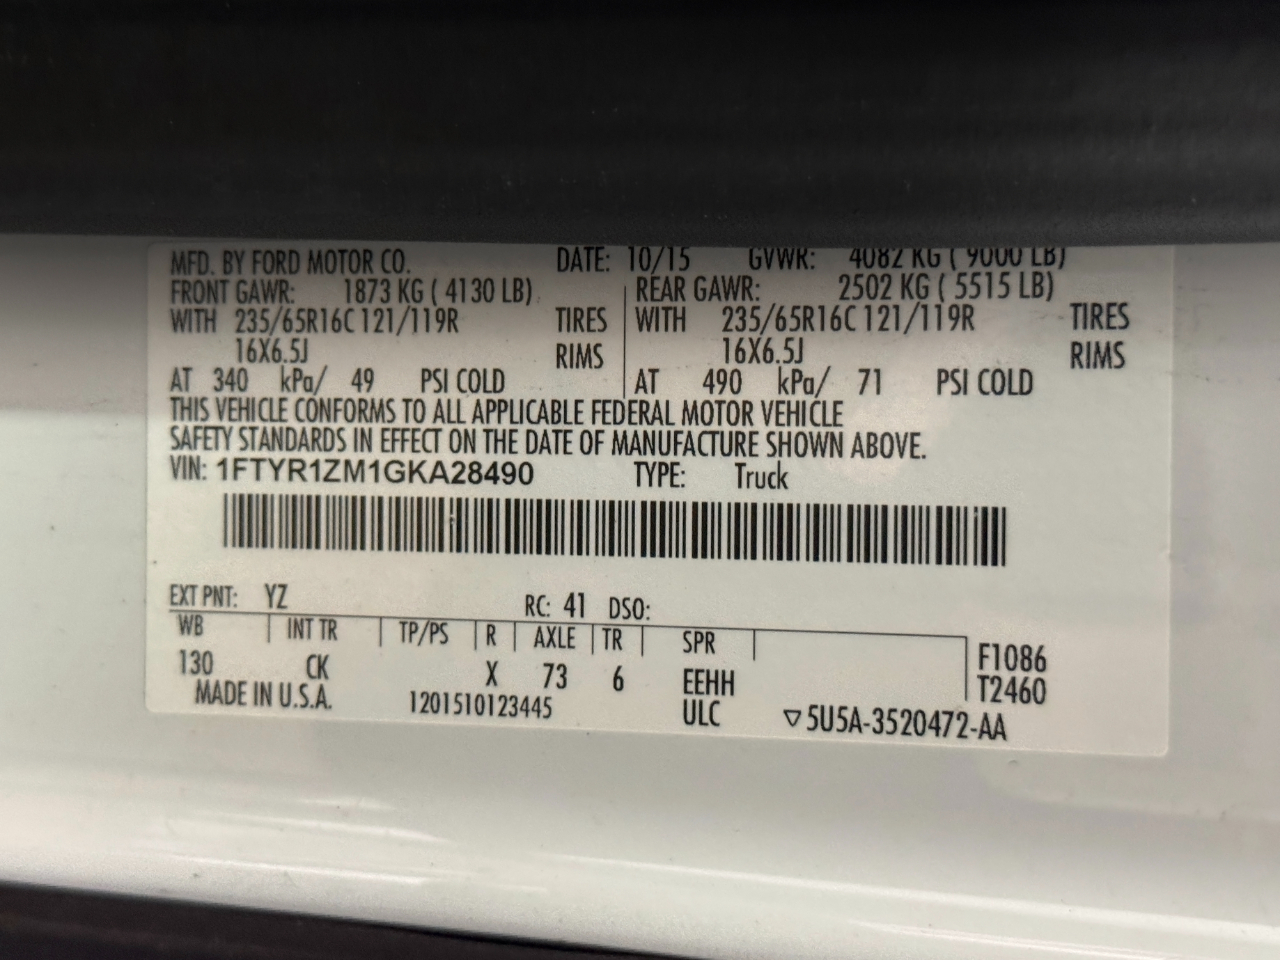 MFD. BY FORD MOTOR CO. DATE: 10/15 GVWR: 4082 KG ( 9000 LB)
FRONT GAWR: 1873 KG ( 4130 LB) REAR GAWR: 2502 KG ( 5515 LB)
WITH 235/65R16C 121/119R TIRES WITH 235/65R16C 121/119R TIRES
16X6.5J RIMS 16X6.5J RIMS
AT 340 kPa/ 49 PSI COLD AT 490 kPa/ 71 PSI COLD
THIS VEHICLE CONFORMS TO ALL APPLICABLE FEDERAL MOTOR VEHICLE
SAFETY STANDARDS IN EFFECT ON THE DATE OF MANUFACTURE SHOWN ABOVE.
VIN: 1FTYR1ZM1GKA28490 TYPE: Truck
EXT PNT: YZ RC: 41 DSO:
WB INT TR TP/PS R AXLE TR SPR F1086
130 CK X 73 6 EEHH T2460
MADE IN U.S.A. 1201510123445 ULC ▽5U5A-3520472-AA